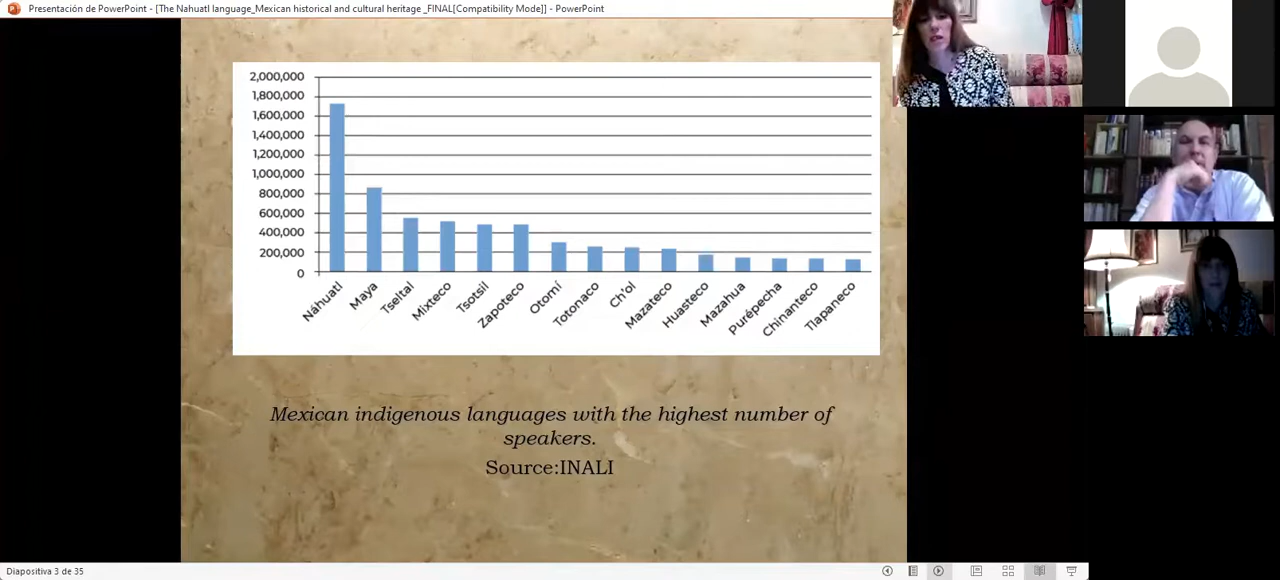 Presentación de PowerPoint - [The Nahuatl language_Mexican historical and cultural heritage _FINAL[Compatibility Mode]] - PowerPoint
2,000,000
1,800,000
1,600,000
1,400,000
1,200,000
1,000,000
800,000
600,000
400,000
200,000
0
Náhuatl
Maya
Tseltal
Mixteco
Tsotsil
Zapoteco
Otomí
Totonaco
Ch'ol
Mazateco
Huasteco
Mazahua
Purépecha
Chinanteco
Tlapaneco
Mexican indigenous languages with the highest number of
speakers.
Source:INALI
Diapositiva 3 de 35